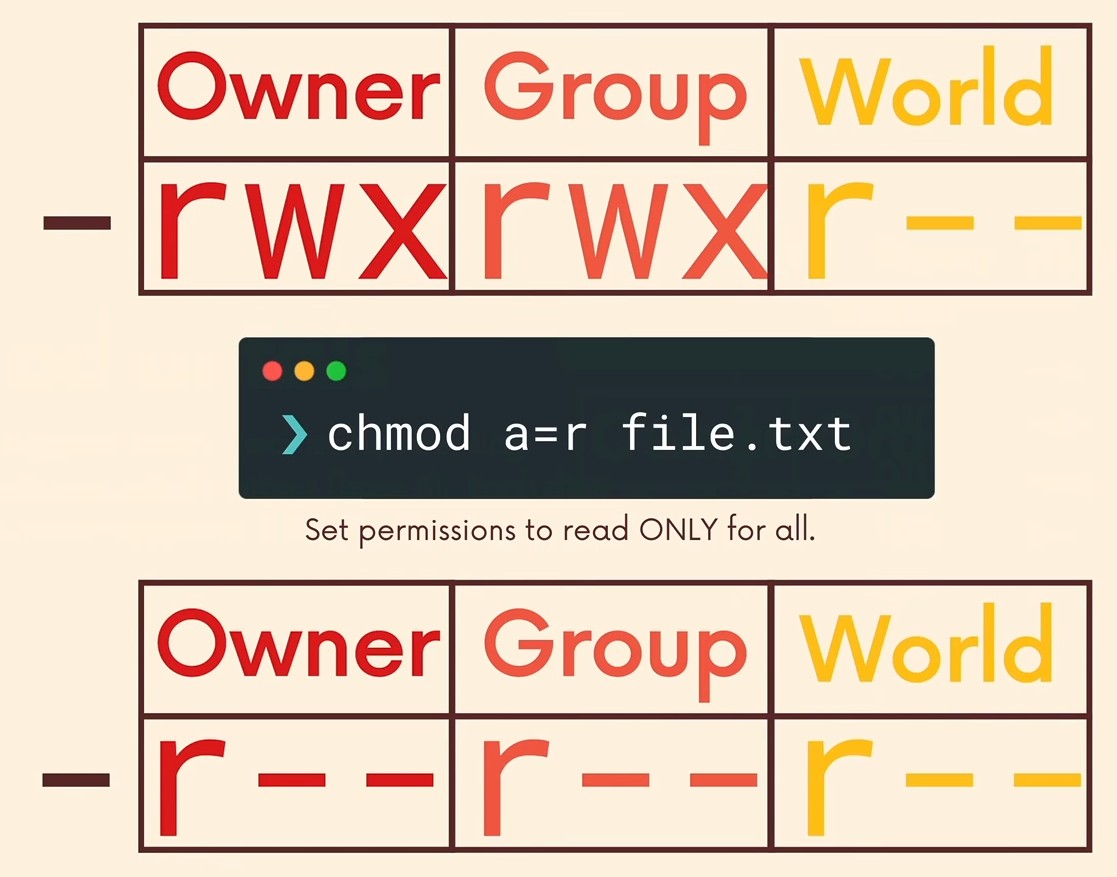 Owner Group World
- rwx rwx r--
❯ chmod a=r file.txt
Set permissions to read ONLY for all.
Owner Group World
- r-- r-- r--